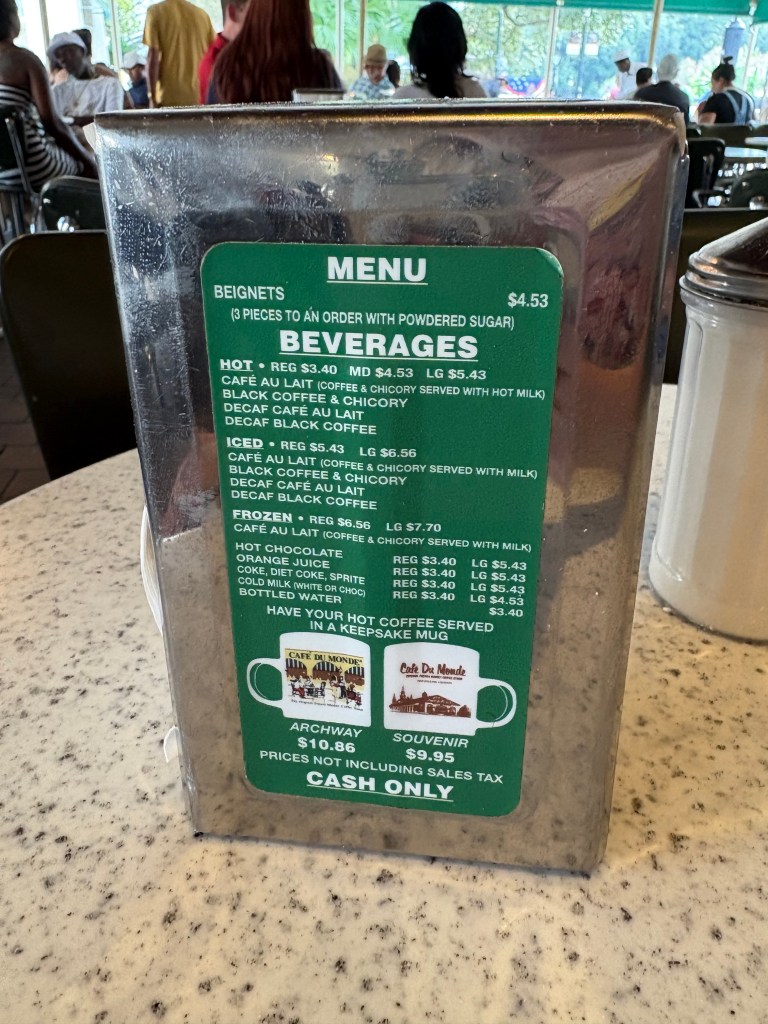 MENU
BEIGNETS $4.53
(3 PIECES TO AN ORDER WITH POWDERED SUGAR)
BEVERAGES
HOT • REG $3.40 MD $4.53 LG $5.43
CAFÉ AU LAIT (COFFEE & CHICORY SERVED WITH HOT MILK)
BLACK COFFEE & CHICORY
DECAF CAFÉ AU LAIT
DECAF BLACK COFFEE
ICED • REG $5.43 LG $6.56
CAFÉ AU LAIT (COFFEE & CHICORY SERVED WITH MILK)
BLACK COFFEE & CHICORY
DECAF CAFÉ AU LAIT
DECAF BLACK COFFEE
FROZEN • REG $6.56 LG $7.70
CAFÉ AU LAIT (COFFEE & CHICORY SERVED WITH MILK)
HOT CHOCOLATE REG $3.40 LG $5.43
ORANGE JUICE REG $3.40 LG $5.43
COKE, DIET COKE, SPRITE REG $3.40 LG $5.43
COLD MILK (WHITE OR CHOC) REG $3.40 LG $4.53
BOTTLED WATER $3.40
HAVE YOUR HOT COFFEE SERVED
IN A KEEPSAKE MUG
CAFÉ DU MONDE
Cafe Du Monde
ARCHWAY SOUVENIR
$10.86 $9.95
PRICES NOT INCLUDING SALES TAX
CASH ONLY